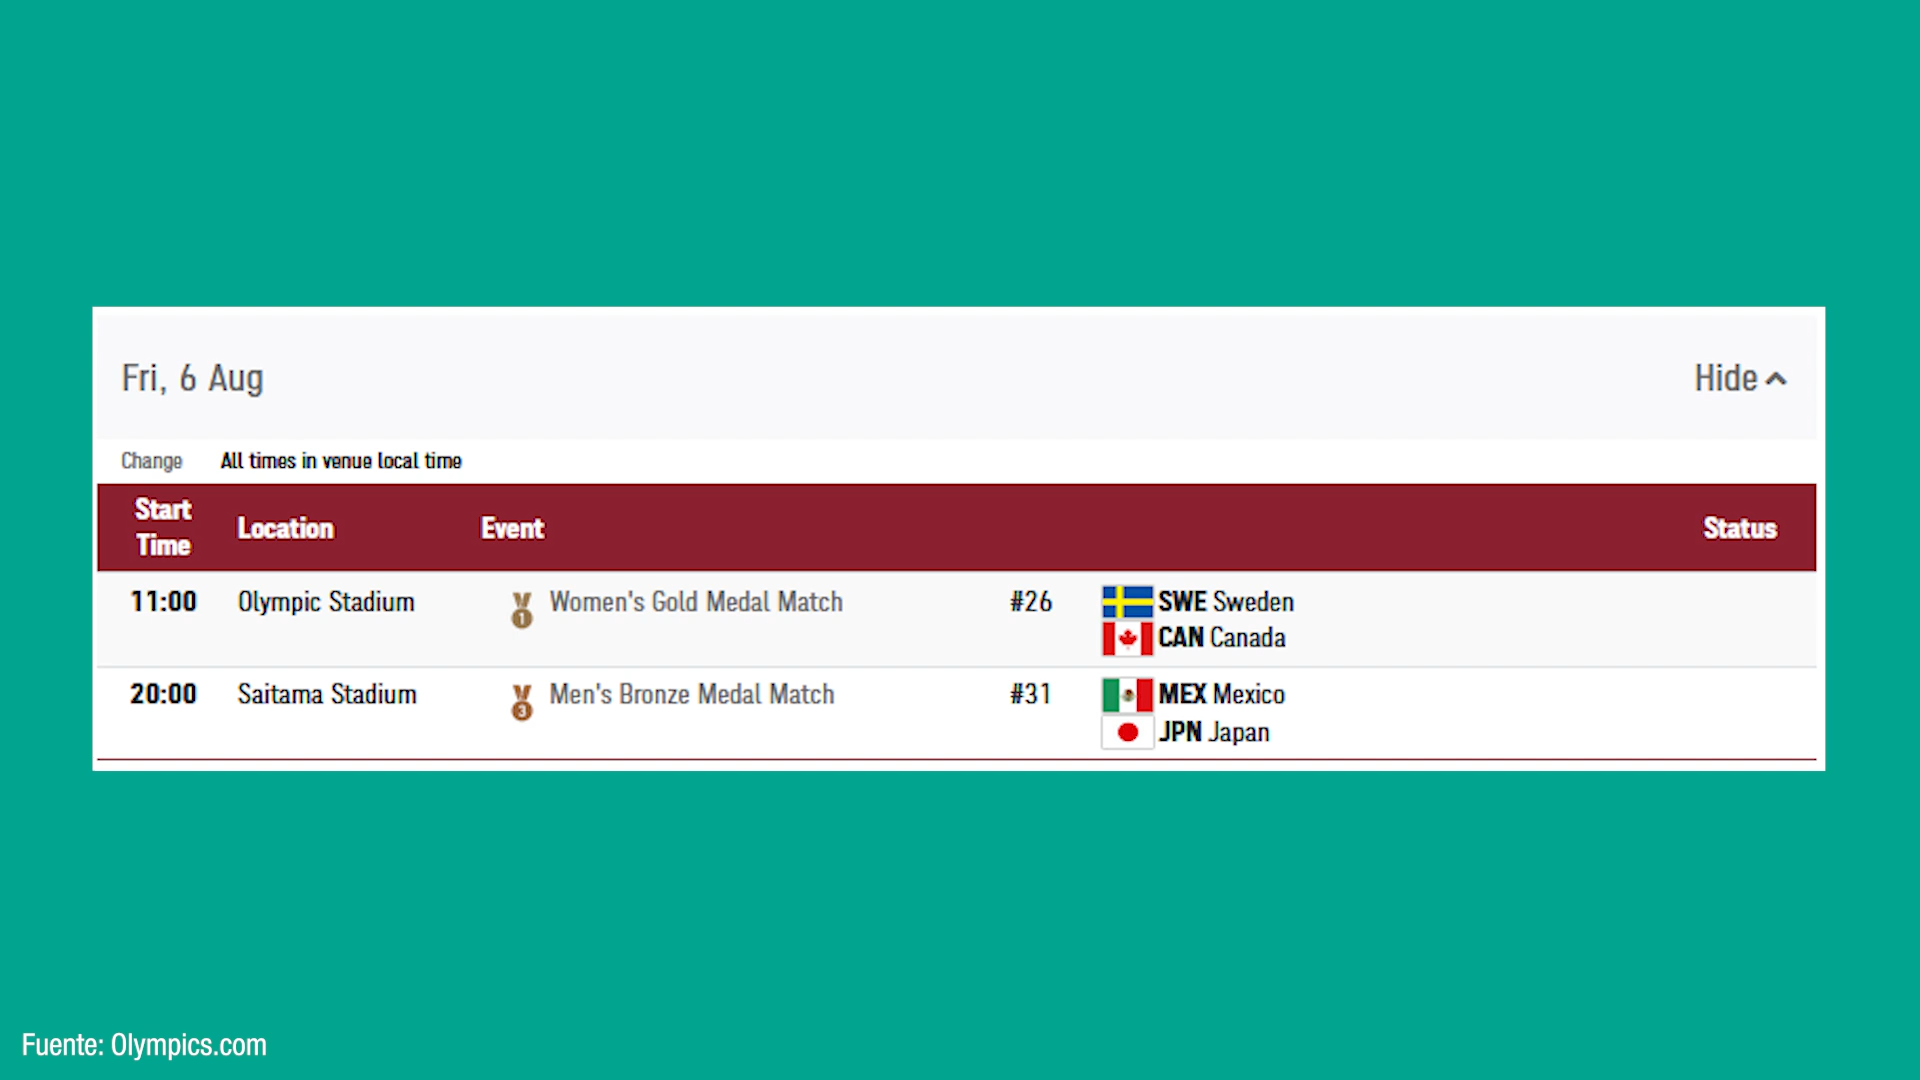 Fri, 6 Aug Hide
Change All times in venue local time
Start Time Location Event Status
11:00 Olympic Stadium 1 Women's Gold Medal Match #26 SWE Sweden
CAN Canada
20:00 Saitama Stadium 3 Men's Bronze Medal Match #31 MEX Mexico
JPN Japan
Fuente: Olympics.com